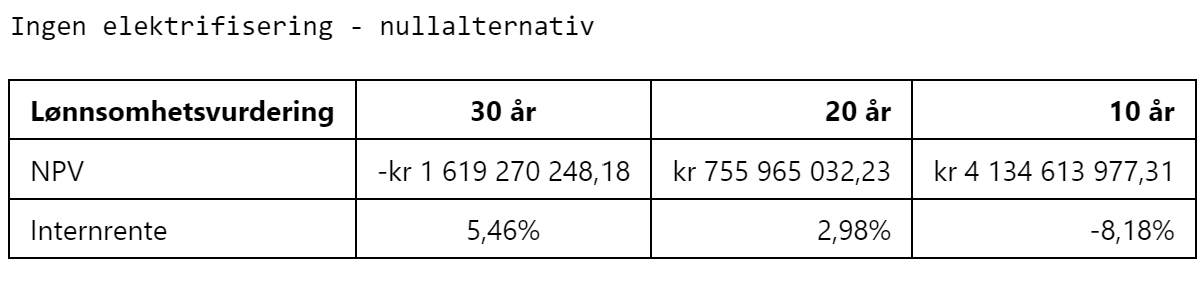 Ingen elektrifisering - nullalternativ
Lønnsomhetsvurdering 30 år 20 år 10 år
NPV -kr 1 619 270 248,18 kr 755 965 032,23 kr 4 134 613 977,31
Internrente 5,46% 2,98% -8,18%